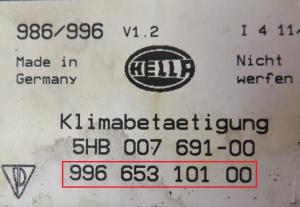 986/996 V1.2 I 4 11/
Made in Germany
HELLA
Nicht werfen
Klimabetaetigung
5HB 007 691-00
996 653 101 00